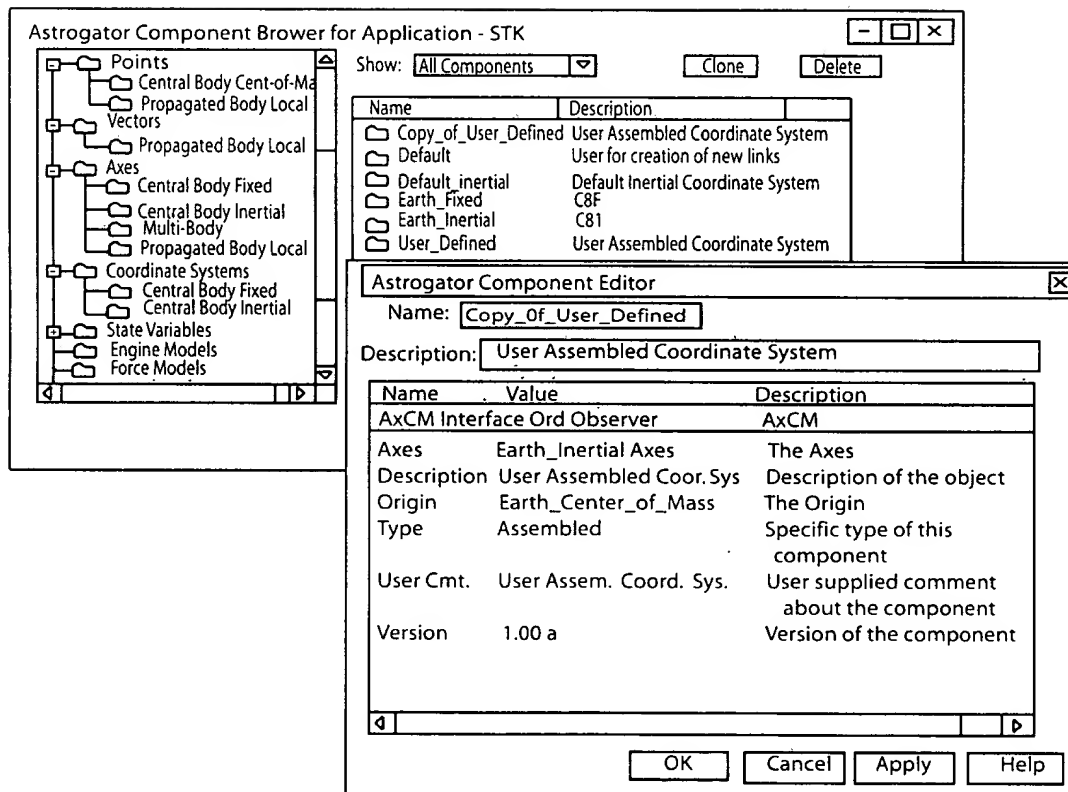 Astrogator Component Brower for Application - STK
Points
Central Body Cent-of-Ma
Propagated Body Local
Vectors
Propagated Body Local
Axes
Central Body Fixed
Central Body Inertial
Multi-Body
Propagated Body Local
Coordinate Systems
Central Body Fixed
Central Body Inertial
State Variables
Engine Models
Force Models
Show: All Components Clone Delete
Name Description
Copy_of_User_Defined User Assembled Coordinate System
Default User for creation of new links
Default_inertial Default Inertial Coordinate System
Earth_Fixed C8F
Earth_Inertial C81
User_Defined User Assembled Coordinate System
Astrogator Component Editor
Name: Copy_0f_User_Defined
Description: User Assembled Coordinate System
Name Value Description
AxCM Interface Ord Observer AxCM
Axes Earth_Inertial Axes The Axes
Description User Assembled Coor. Sys Description of the object
Origin Earth_Center_of_Mass The Origin
Type Assembled Specific type of this
component
User Cmt. User Assem. Coord. Sys. User supplied comment
about the component
Version 1.00 a Version of the component
OK Cancel Apply Help